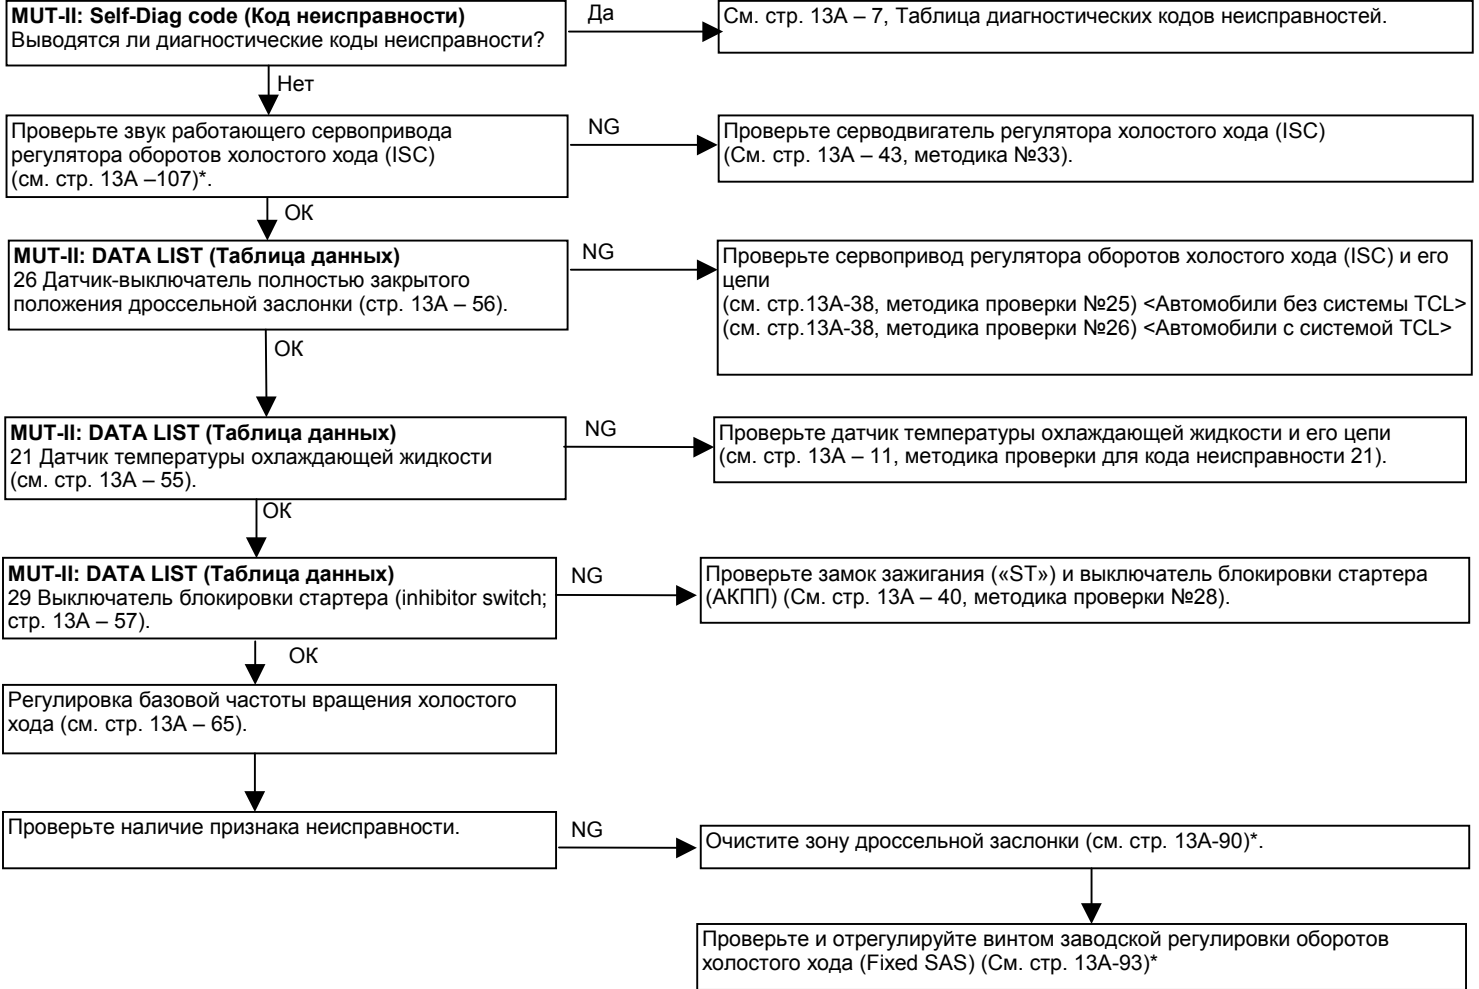 MUT-II: Self-Diag code (Код неисправности)
Выводятся ли диагностические коды неисправности?
Да
См. стр. 13А – 7, Таблица диагностических кодов неисправностей.
Нет
Проверьте звук работающего сервопривода
регулятора оборотов холостого хода (ISC)
(см. стр. 13А –107)*.
NG
Проверьте серводвигатель регулятора холостого хода (ISC)
(См. стр. 13А – 43, методика №33).
ОК
MUT-II: DATA LIST (Таблица данных)
26 Датчик-выключатель полностью закрытого
положения дроссельной заслонки (стр. 13А – 56).
NG
Проверьте сервопривод регулятора оборотов холостого хода (ISC) и его
цепи
(см. стр.13А-38, методика проверки №25) <Автомобили без системы TCL>
(см. стр.13А-38, методика проверки №26) <Автомобили с системой TCL>
ОК
MUT-II: DATA LIST (Таблица данных)
21 Датчик температуры охлаждающей жидкости
(см. стр. 13А – 55).
NG
Проверьте датчик температуры охлаждающей жидкости и его цепи
(см. стр. 13А – 11, методика проверки для кода неисправности 21).
ОК
MUT-II: DATA LIST (Таблица данных)
29 Выключатель блокировки стартера (inhibitor switch;
стр. 13А – 57).
NG
Проверьте замок зажигания («ST») и выключатель блокировки стартера
(АКПП) (См. стр. 13А – 40, методика проверки №28).
ОК
Регулировка базовой частоты вращения холостого
хода (см. стр. 13А – 65).
Проверьте наличие признака неисправности.
NG
Очистите зону дроссельной заслонки (см. стр. 13А-90)*.
Проверьте и отрегулируйте винтом заводской регулировки оборотов
холостого хода (Fixed SAS) (См. стр. 13А-93)*